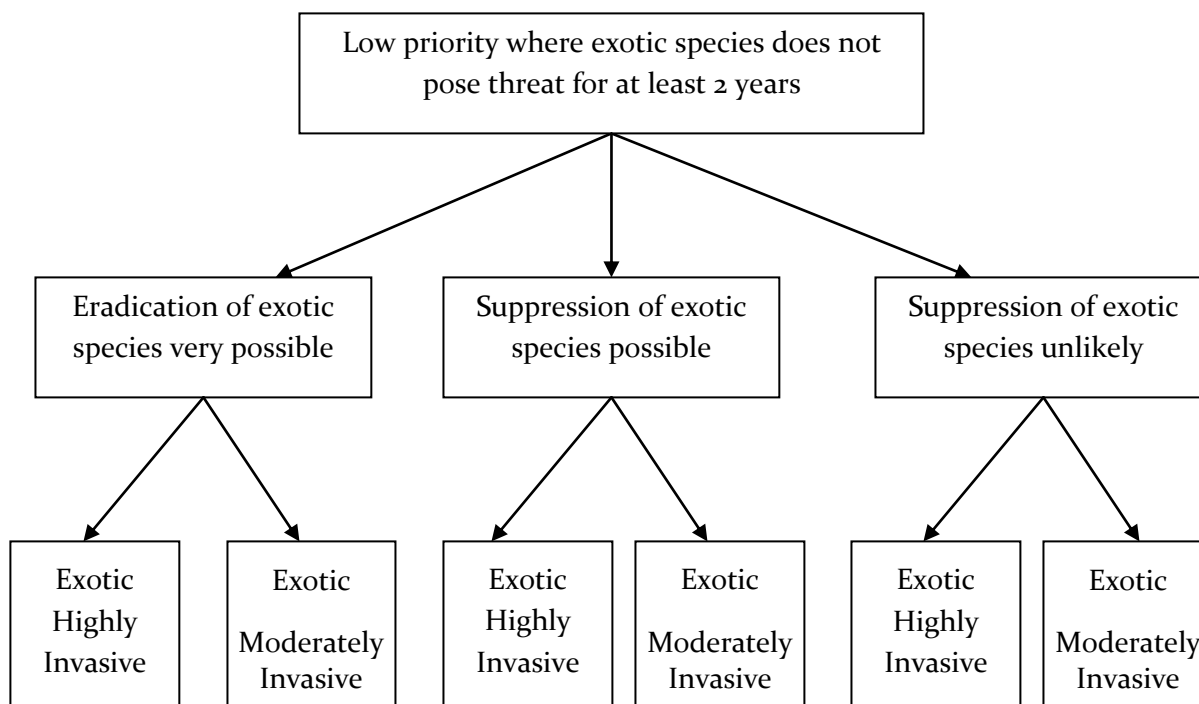 Low priority where exotic species does not
pose threat for at least 2 years
Eradication of exotic
species very possible
Suppression of exotic
species possible
Suppression of exotic
species unlikely
Exotic
Highly
Invasive
Exotic
Moderately
Invasive
Exotic
Highly
Invasive
Exotic
Moderately
Invasive
Exotic
Highly
Invasive
Exotic
Moderately
Invasive